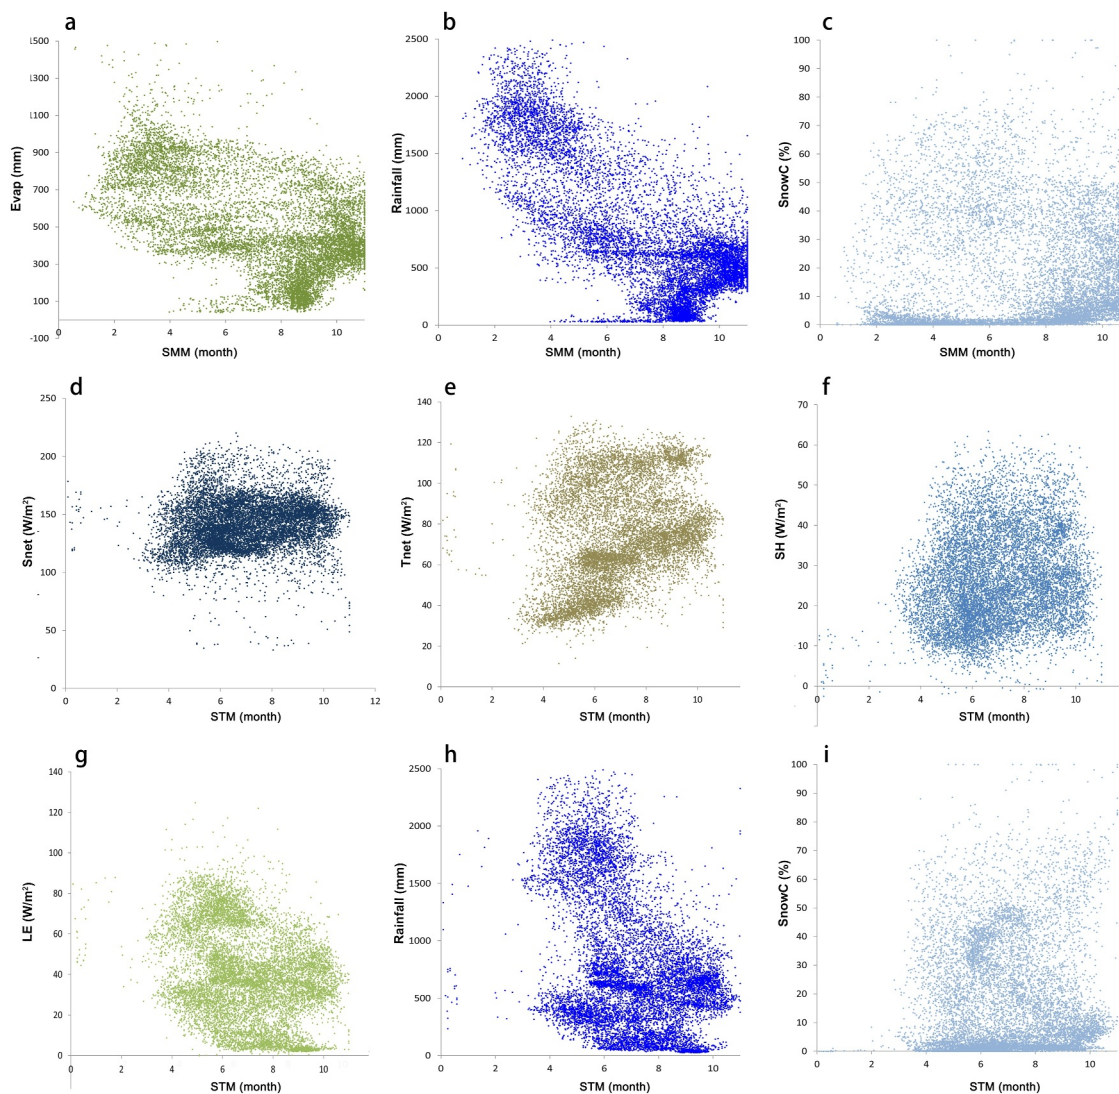 a
Evap (mm)
1500
1300
1100
900
700
500
300
100
-100
0 2 4 6 8 10
SMM (month)
b
Rainfall (mm)
2500
2000
1500
1000
500
0
0 2 4 6 8 10
SMM (month)
c
SnowC (%)
100
90
80
70
60
50
40
30
20
10
0
0 2 4 6 8 10
SMM (month)
d
Snet (W/m²)
250
200
150
100
50
0
0 2 4 6 8 10 12
STM (month)
e
Tnet (W/m²)
140
120
100
80
60
40
20
0
0 2 4 6 8 10
STM (month)
f
SH (W/m²)
70
60
50
40
30
20
10
0
0 2 4 6 8 10
STM (month)
g
LE (W/m²)
140
120
100
80
60
40
20
0
0 2 4 6 8 10
STM (month)
h
Rainfall (mm)
2500
2000
1500
1000
500
0
0 2 4 6 8 10
STM (month)
i
SnowC (%)
100
90
80
70
60
50
40
30
20
10
0
0 2 4 6 8 10
STM (month)